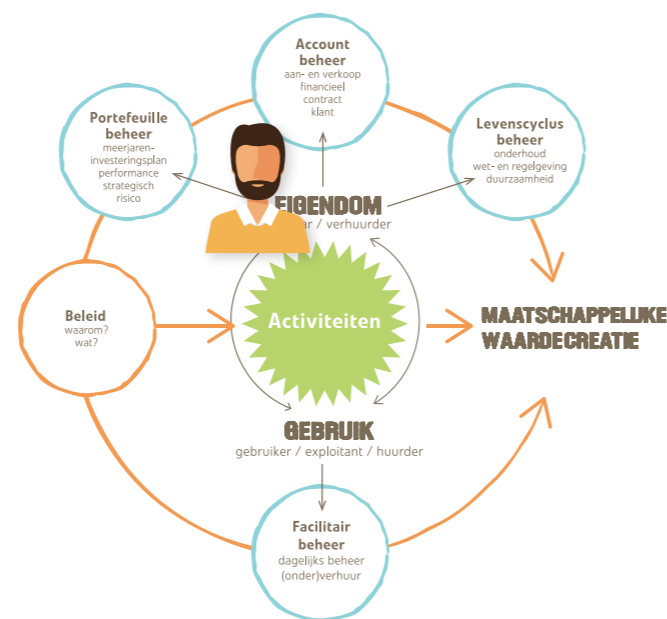 Account
beheer
aan- en verkoop
financieel
contract
klant
Portefeuille
beheer
meerjaren-
investeringsplan
performance
strategisch
risico
Levenscyclus
beheer
onderhoud
wet- en regelgeving
duurzaamheid
EIGENDOM
/ verhuurder
Beleid
waarom?
wat?
Activiteiten
MAATSCHAPPELIJKE
WAARDECREATIE
GEBRUIK
gebruiker / exploitant / huurder
Facilitair
beheer
dagelijks beheer
(onder)verhuur